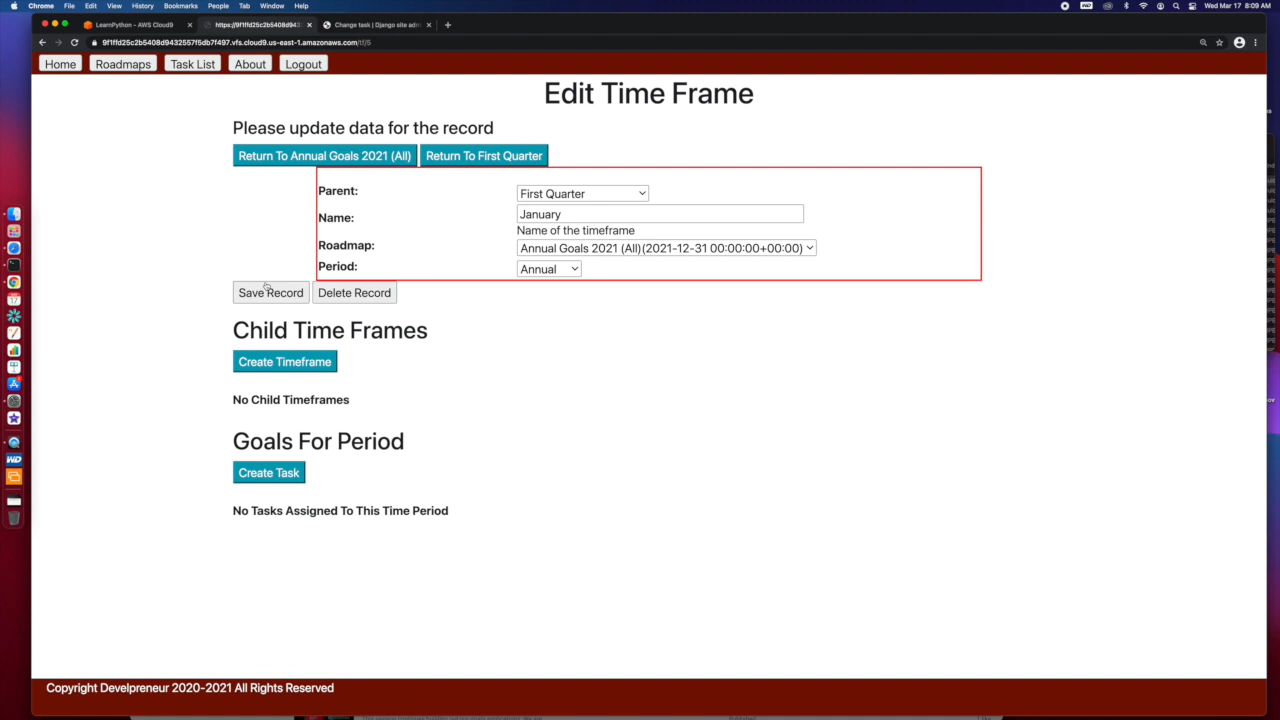 Chrome File Edit View History Bookmarks People Tab Window Help
Wed Mar 17 8:09 AM
LearnPython - AWS Cloud9
https://9f1ffd25c2b5408d943
Change task | Django site adm
9f1ffd25c2b5408d9432557f5db7f497.vfs.cloud9.us-east-1.amazonaws.com/tf/5
Home Roadmaps Task List About Logout
Edit Time Frame
Please update data for the record
Return To Annual Goals 2021 (All) Return To First Quarter
Parent: First Quarter
Name: January
Name of the timeframe
Roadmap: Annual Goals 2021 (All)(2021-12-31 00:00:00+00:00)
Period: Annual
Save Record Delete Record
Child Time Frames
Create Timeframe
No Child Timeframes
Goals For Period
Create Task
No Tasks Assigned To This Time Period
Copyright Develpreneur 2020-2021 All Rights Reserved